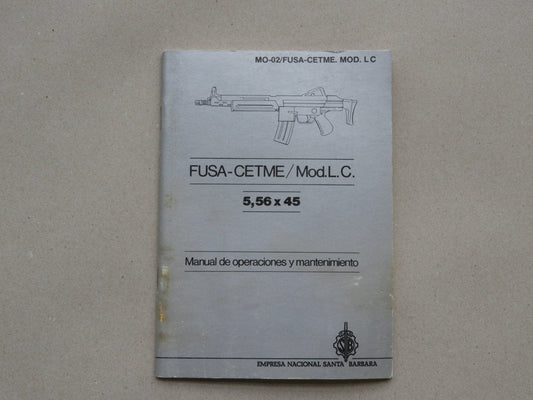 MO-02/FUSA-CETME. MOD. LC
FUSA-CETME/Mod.L.C.
5,56 x 45
Manual de operaciones y mantenimiento
EMPRESA NACIONAL SANTA BARBARA